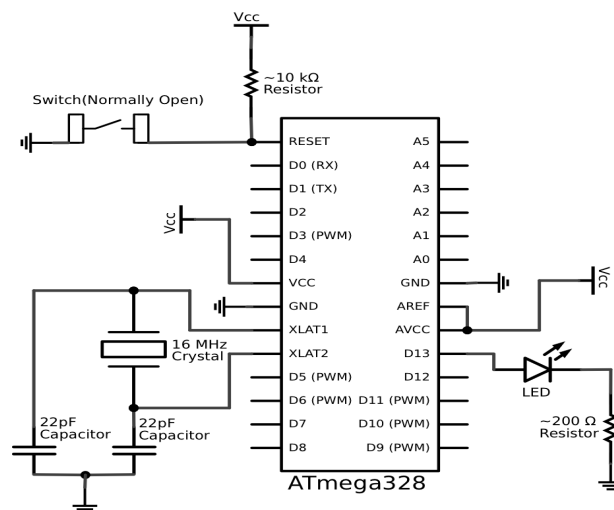 Vcc
~10 kΩ
Resistor
Switch(Normally Open)
RESET
A5
D0 (RX)
A4
D1 (TX)
A3
D2
A2
Vcc
D3 (PWM)
A1
D4
A0
VCC
GND
Vcc
GND
AREF
XLAT1
AVCC
16 MHz
Crystal
XLAT2
D13
D5 (PWM)
D12
LED
D6 (PWM)
D11 (PWM)
22pF
Capacitor
22pF
Capacitor
D7
D10 (PWM)
~200 Ω
Resistor
D8
D9 (PWM)
ATmega328